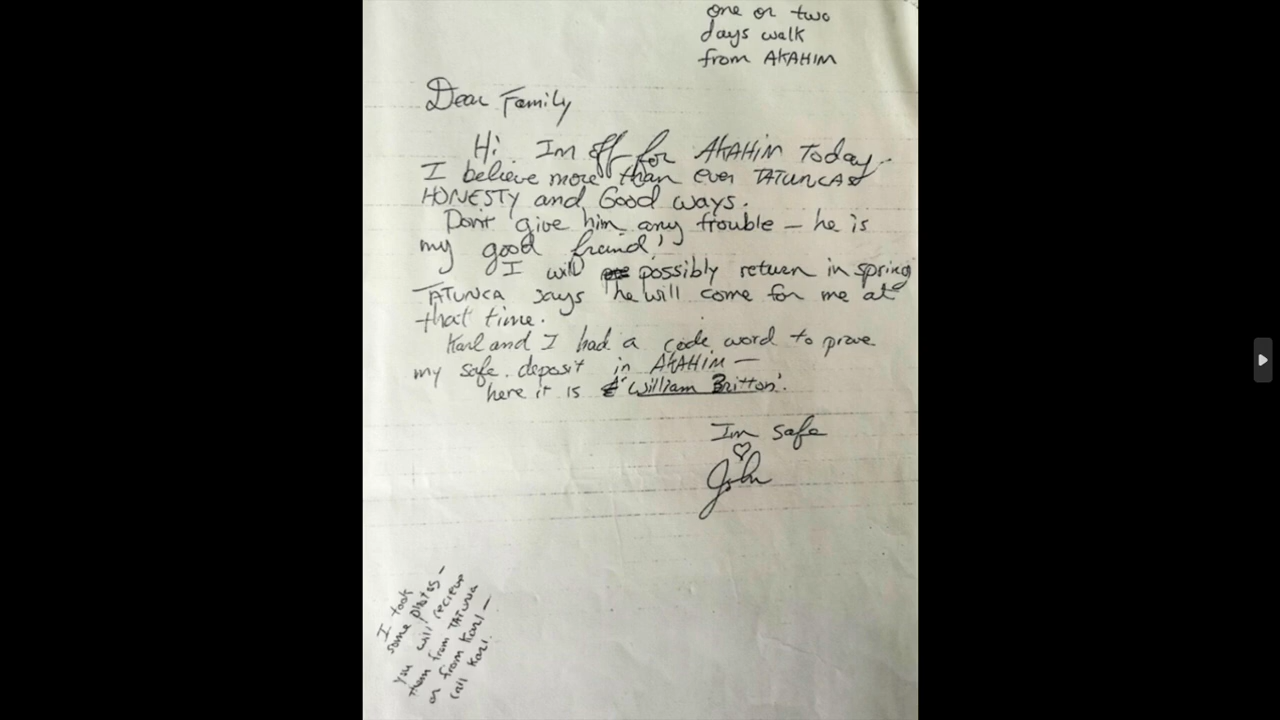 one or two
days walk
from AKAHIM
Dear Family
Hi. Im off for AKAHIM Today.
I believe more than ever TATUNCAS
HONESTY and Good ways.
Don't give him any trouble – he is
my good freind!
I will possibly return in spring
TATUNCA says he will come for me at
that time.
Karl and I had a code word to prove
my safe deposit in AKAHIM –
here it is 'William Britton'.
Im safe
♡
John
I took
some photos –
you will recieve
them from TATUNCA
or from Karl –
call Karl.